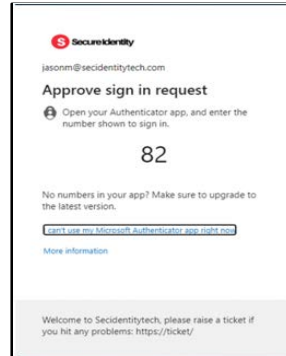 SecureIdentity
jasonm@secidentitytech.com
Approve sign in request
Open your Authenticator app, and enter the
number shown to sign in.
82
No numbers in your app? Make sure to upgrade to
the latest version.
I can't use my Microsoft Authenticator app right now
More information
Welcome to Secidentitytech, please raise a ticket if
you hit any problems: https://ticket/